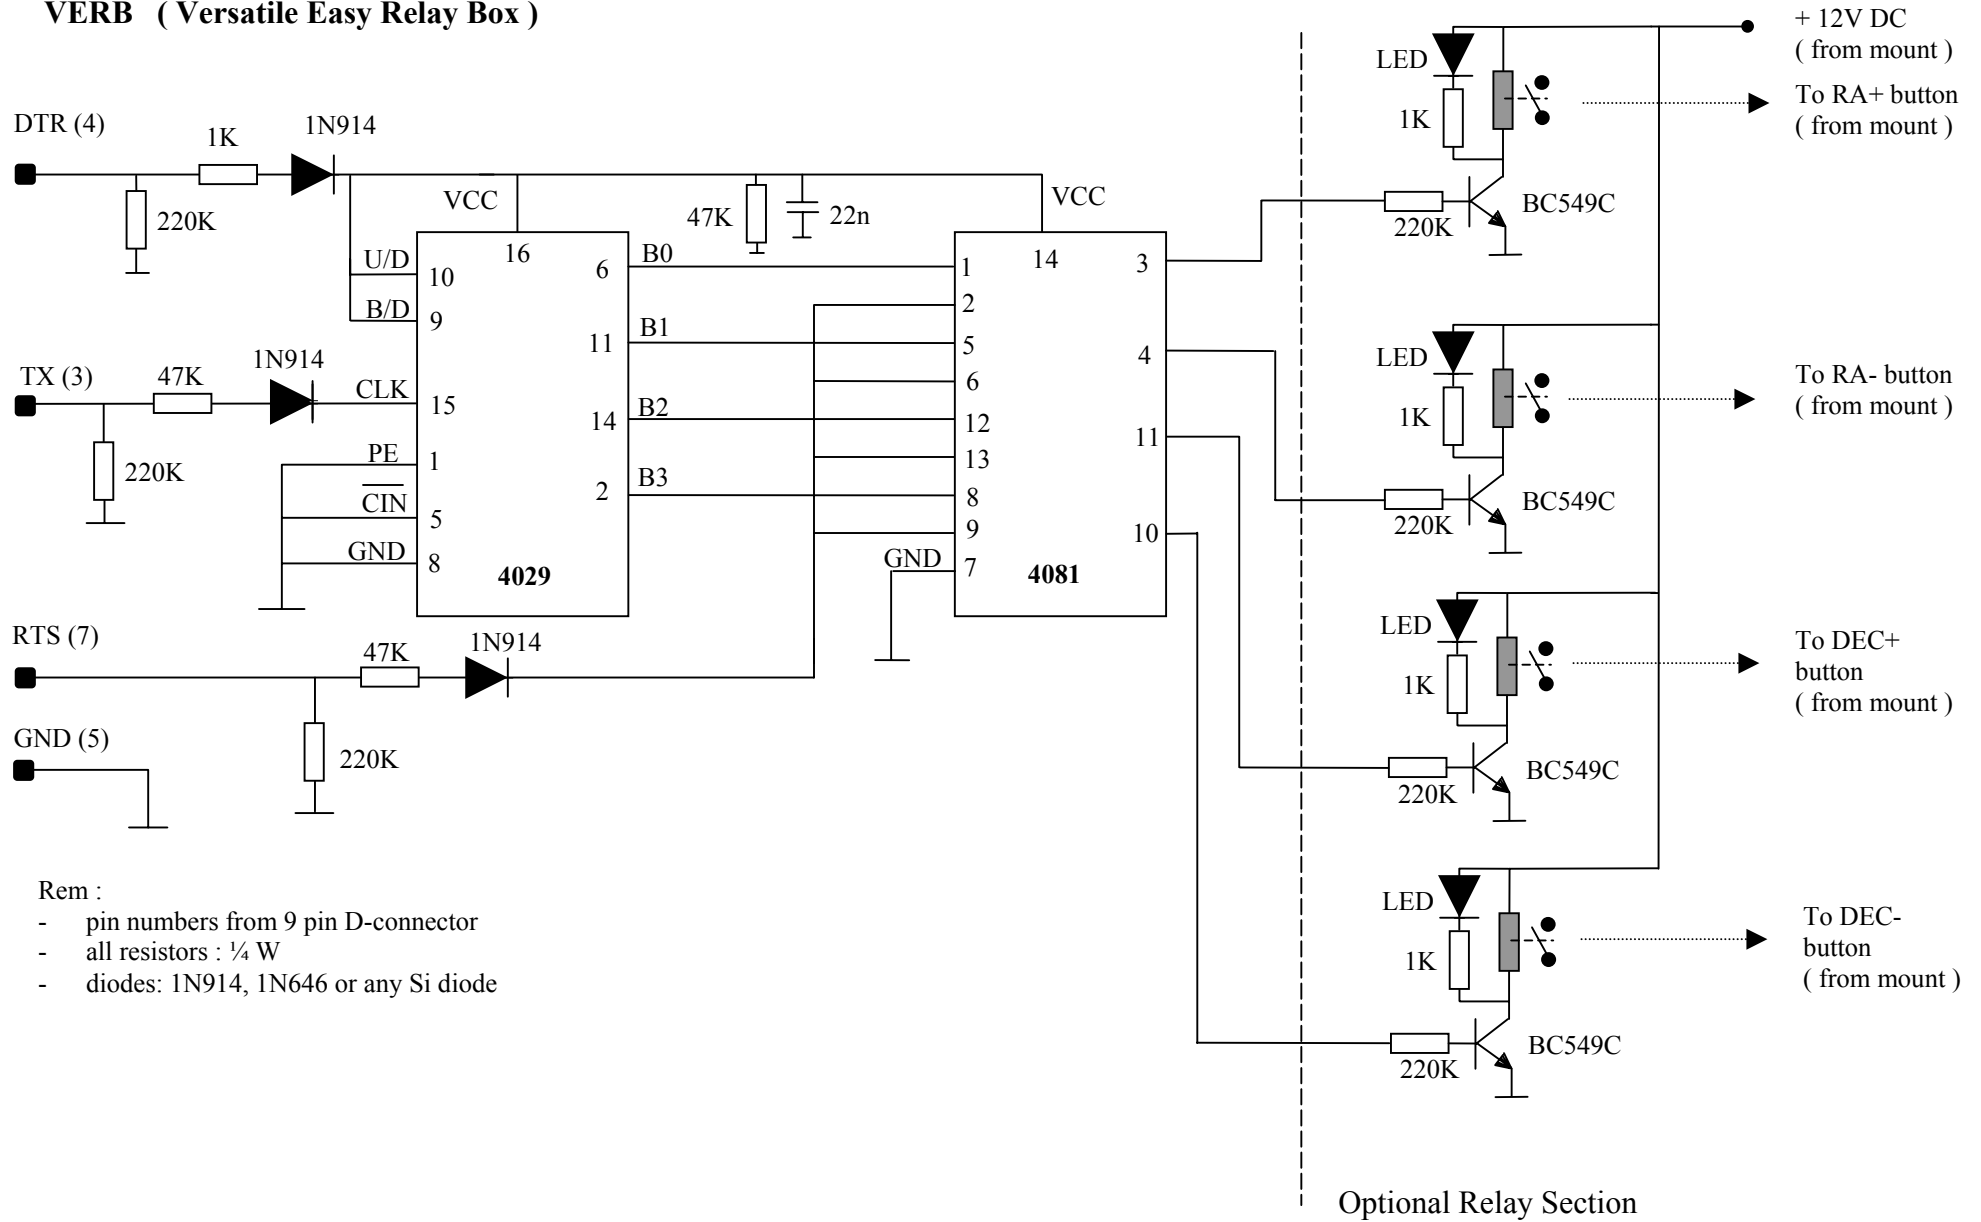 VERB ( Versatile Easy Relay Box )
DTR (4)
1K
1N914
220K
VCC
47K
22n
VCC
U/D
B/D
10
9
16
6
B0
11
B1
14
B2
2
B3
TX (3)
47K
1N914
CLK
15
220K
PE
1
CIN
5
GND
8
4029
1
2
5
6
12
13
8
9
GND
7
14
3
4
11
10
4081
RTS (7)
47K
1N914
220K
GND (5)
LED
1K
220K
BC549C
+ 12V DC
( from mount )
To RA+ button
( from mount )
LED
1K
220K
BC549C
To RA- button
( from mount )
LED
1K
220K
BC549C
To DEC+
button
( from mount )
LED
1K
220K
BC549C
To DEC-
button
( from mount )
Rem :
- pin numbers from 9 pin D-connector
- all resistors : ¼ W
- diodes: 1N914, 1N646 or any Si diode
Optional Relay Section